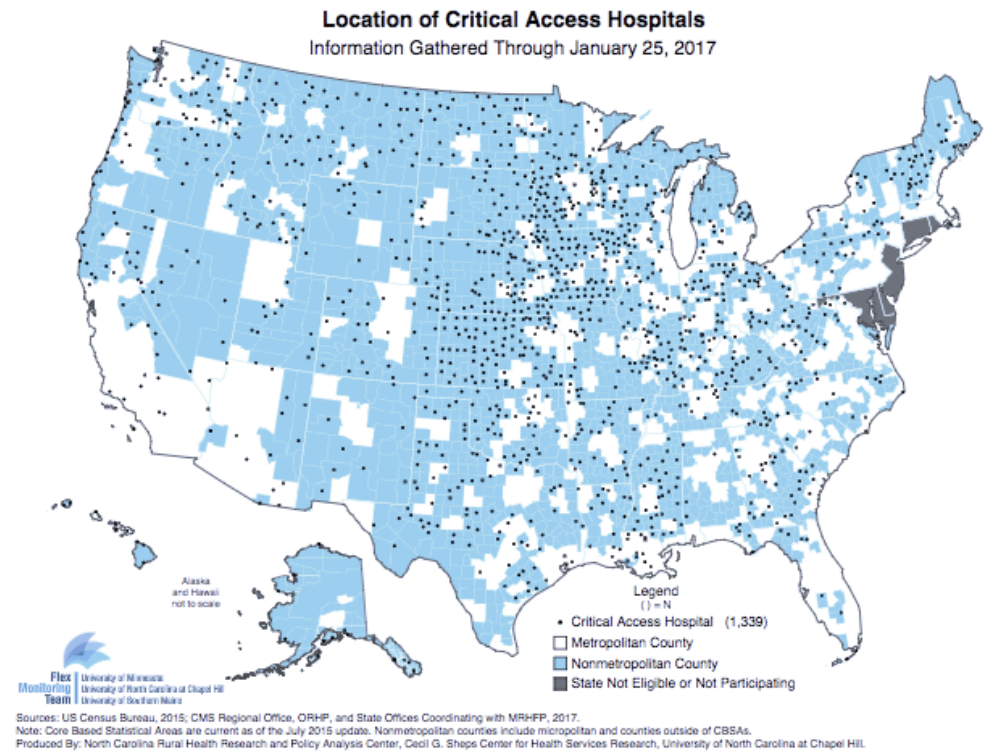 Location of Critical Access Hospitals
Information Gathered Through January 25, 2017
Alaska
and Hawaii
not to scale
Legend
( ) = N
Critical Access Hospital (1,339)
Metropolitan County
Nonmetropolitan County
State Not Eligible or Not Participating
Flex
Monitoring
Team
University of Minnesota
University of North Carolina at Chapel Hill
University of Southern Maine
Sources: US Census Bureau, 2015; CMS Regional Office, ORHP, and State Offices Coordinating with MRHFP, 2017.
Note: Core Based Statistical Areas are current as of the July 2015 update. Nonmetropolitan counties include micropolitan and counties outside of CBSAs.
Produced By: North Carolina Rural Health Research and Policy Analysis Center, Cecil G. Sheps Center for Health Services Research, University of North Carolina at Chapel Hill.